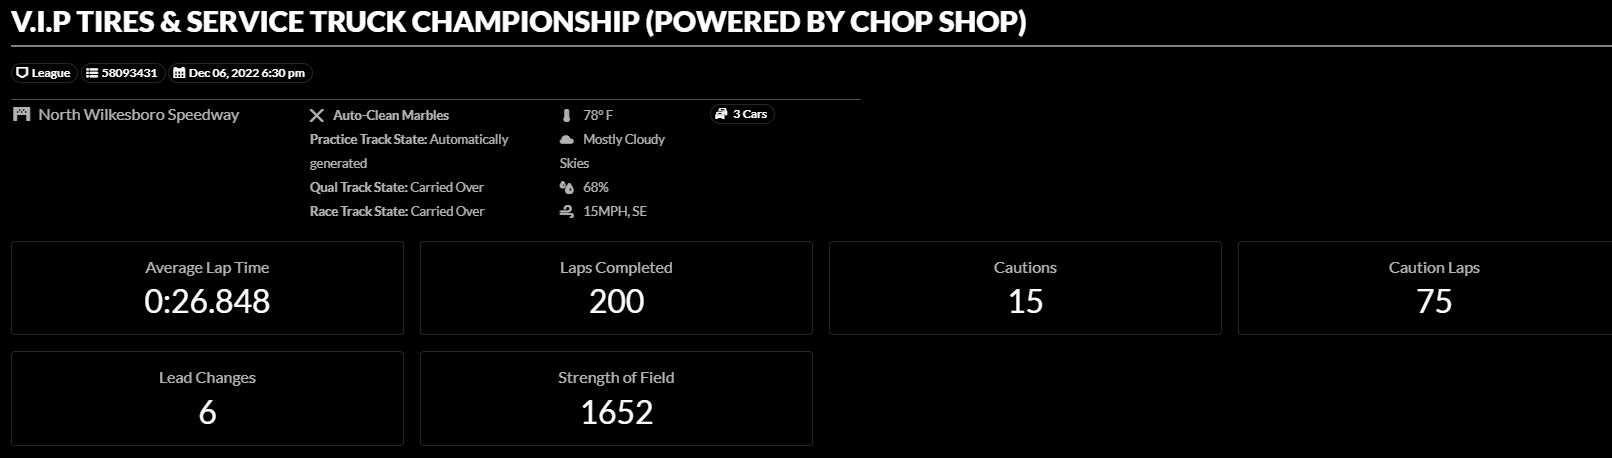 V.I.P TIRES & SERVICE TRUCK CHAMPIONSHIP (POWERED BY CHOP SHOP)
League 58093431 Dec 06, 2022 6:30 pm
North Wilkesboro Speedway
Auto-Clean Marbles
Practice Track State: Automatically
generated
Qual Track State: Carried Over
Race Track State: Carried Over
78° F
Mostly Cloudy
Skies
68%
15MPH, SE
3 Cars
Average Lap Time
0:26.848
Laps Completed
200
Cautions
15
Caution Laps
75
Lead Changes
6
Strength of Field
1652